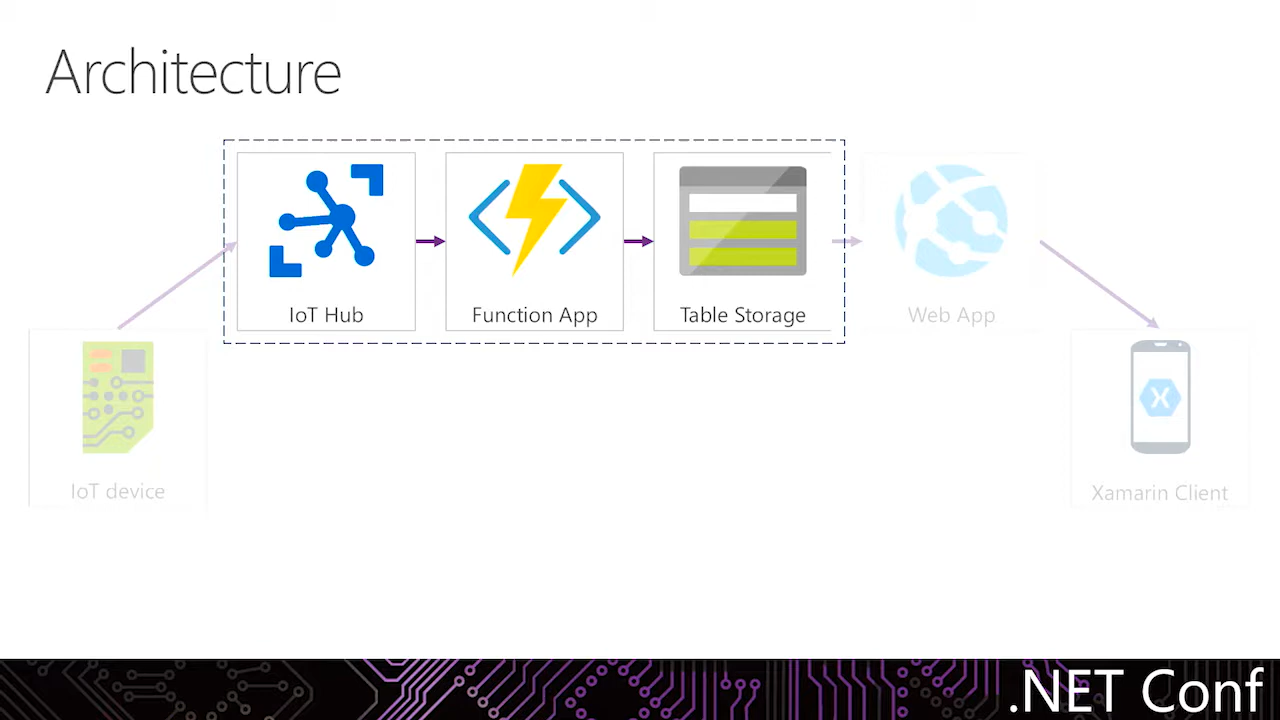 Architecture
IoT Hub
Function App
Table Storage
Web App
IoT device
X
Xamarin Client
.NET Conf